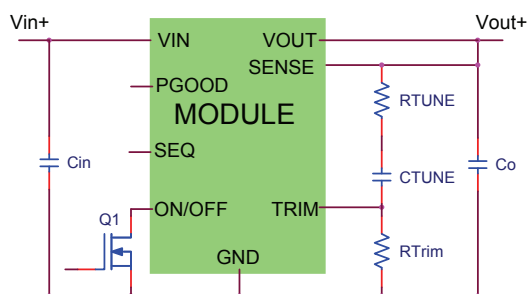 Vin+ Vout+
VIN VOUT
SENSE
PGOOD RTUNE
MODULE
SEQ
Cin CTUNE Co
ON/OFF TRIM
Q1
RTrim
GND